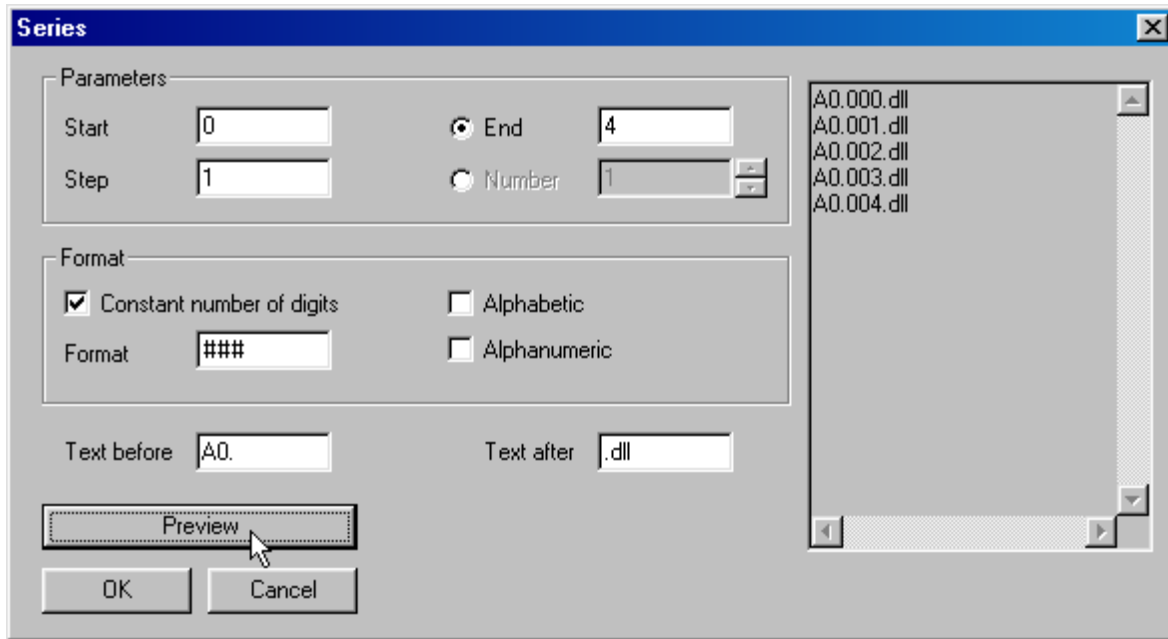 Series
Parameters
Start 0 End 4
Step 1 Number 1
Format
Constant number of digits Alphabetic
Format ### Alphanumeric
Text before A0. Text after .dll
Preview
OK Cancel
A0.000.dll
A0.001.dll
A0.002.dll
A0.003.dll
A0.004.dll